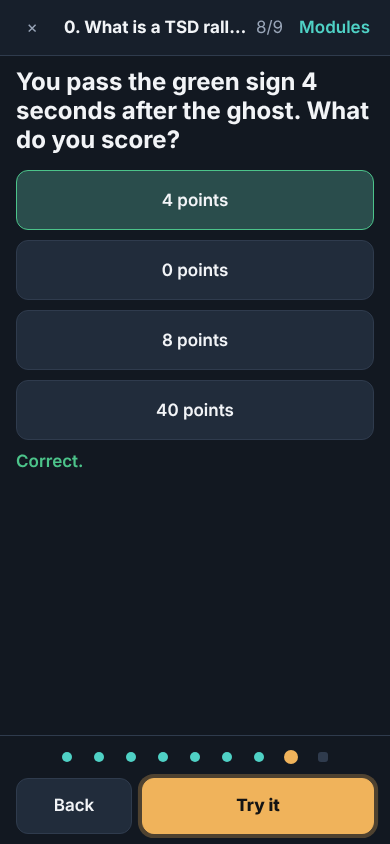 × 0. What is a TSD rall... 8/9 Modules
You pass the green sign 4
seconds after the ghost. What
do you score?
4 points
0 points
8 points
40 points
Correct.
Back Try it